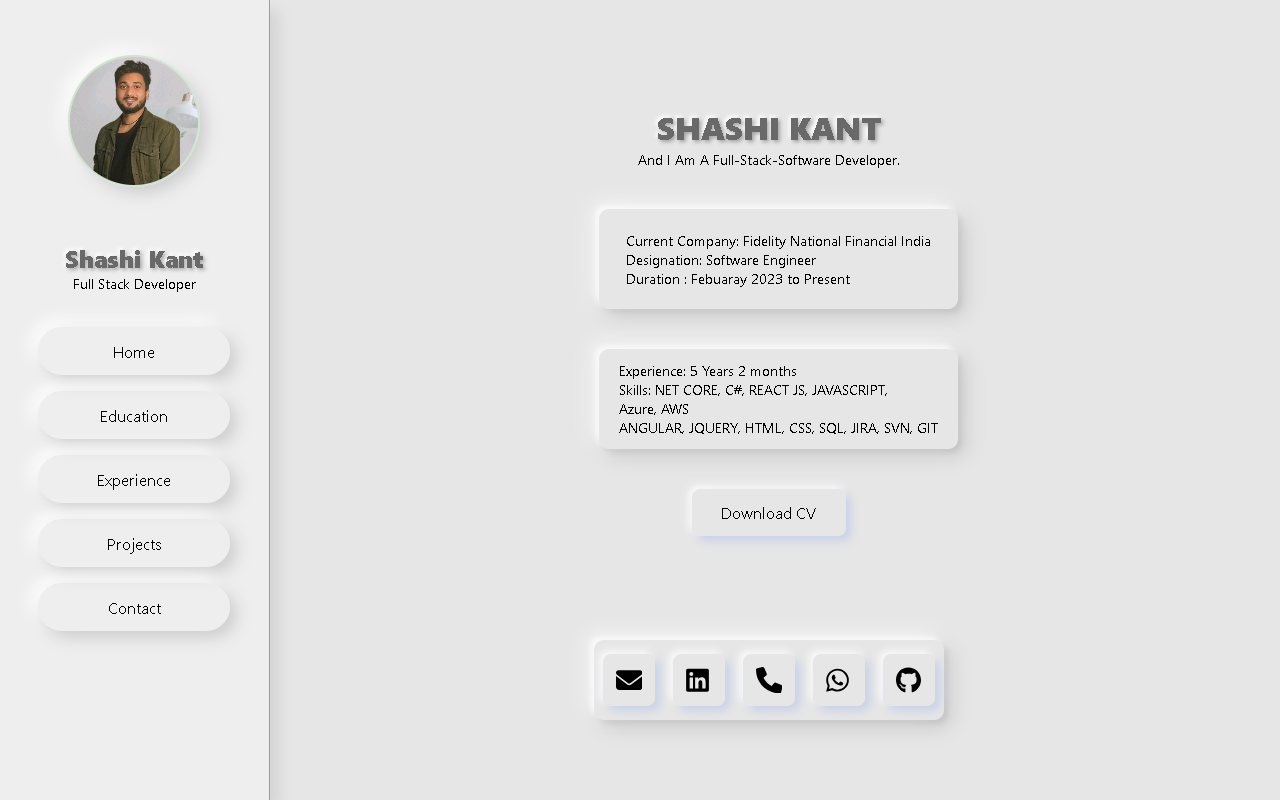 Shashi Kant
Full Stack Developer
Home
Education
Experience
Projects
Contact
SHASHI KANT
And I Am A Full-Stack-Software Developer.
Current Company: Fidelity National Financial India
Designation: Software Engineer
Duration : Febuaray 2023 to Present
Experience: 5 Years 2 months
Skills: NET CORE, C#, REACT JS, JAVASCRIPT,
Azure, AWS
ANGULAR, JQUERY, HTML, CSS, SQL, JIRA, SVN, GIT
Download CV